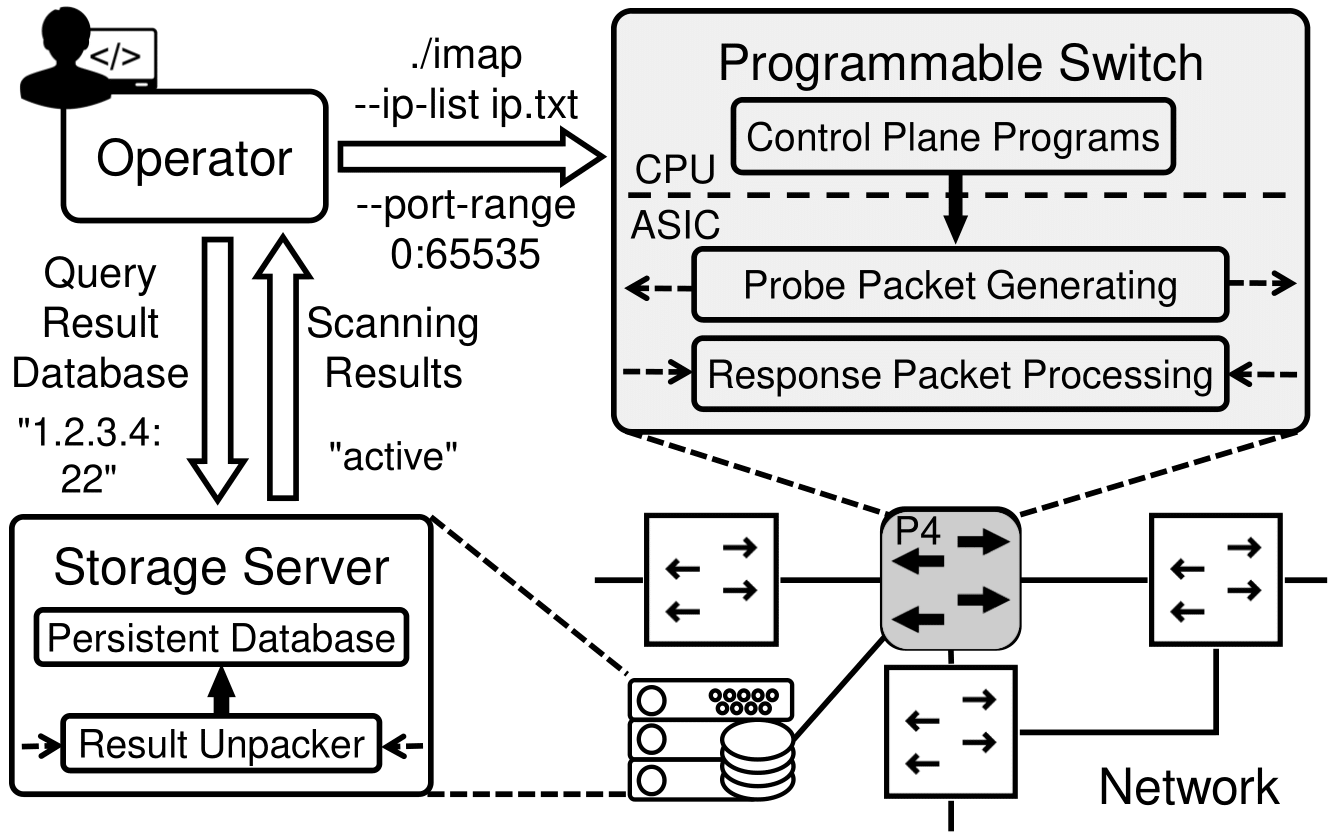 </>
Operator
./imap
--ip-list ip.txt
--port-range
0:65535
Programmable Switch
Control Plane Programs
CPU
ASIC
Probe Packet Generating
Response Packet Processing
Query
Result
Database
"1.2.3.4:
22"
Scanning
Results
"active"
Storage Server
Persistent Database
Result Unpacker
P4
Network